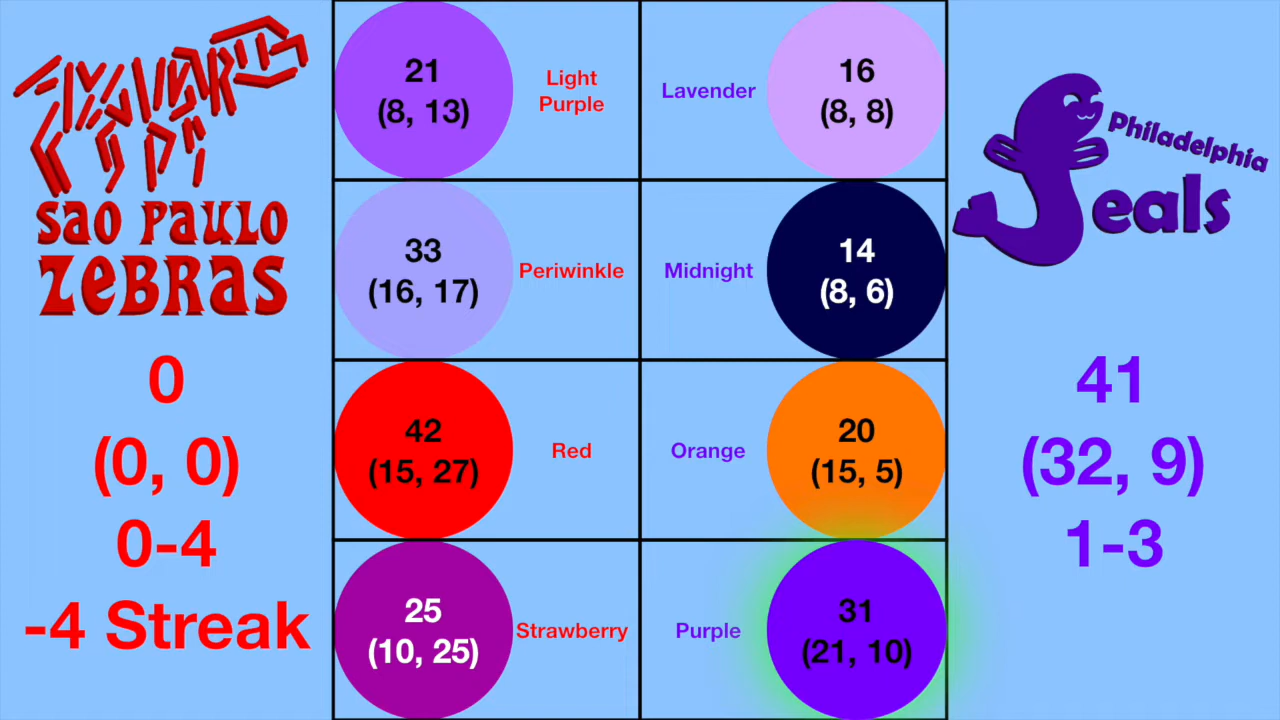 SAO PAULO
ZEBRAS
0
(0, 0)
0-4
-4 Streak
21
(8, 13)
Light
Purple
Lavender
16
(8, 8)
33
(16, 17)
Periwinkle
Midnight
14
(8, 6)
42
(15, 27)
Red
Orange
20
(15, 5)
25
(10, 25)
Strawberry
Purple
31
(21, 10)
Philadelphia
Seals
41
(32, 9)
1-3